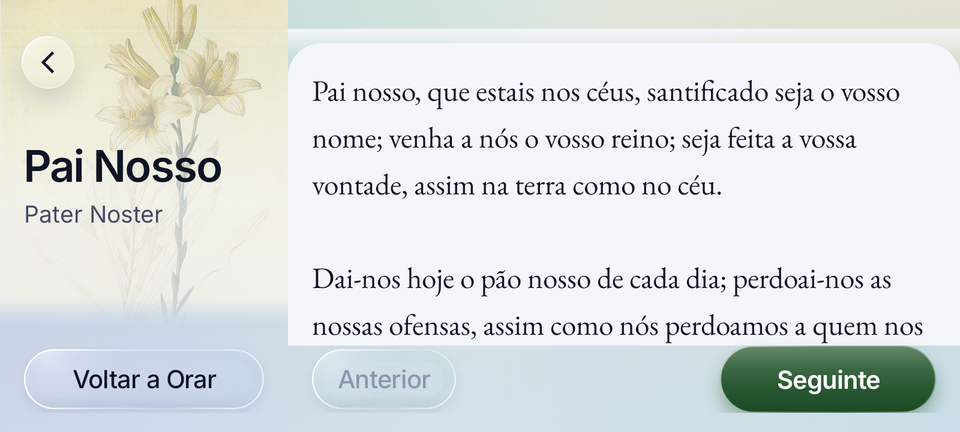 Pai Nosso
Pater Noster
Pai nosso, que estais nos céus, santificado seja o vosso
nome; venha a nós o vosso reino; seja feita a vossa
vontade, assim na terra como no céu.
Dai-nos hoje o pão nosso de cada dia; perdoai-nos as
nossas ofensas, assim como nós perdoamos a quem nos
Voltar a Orar
Anterior
Seguinte